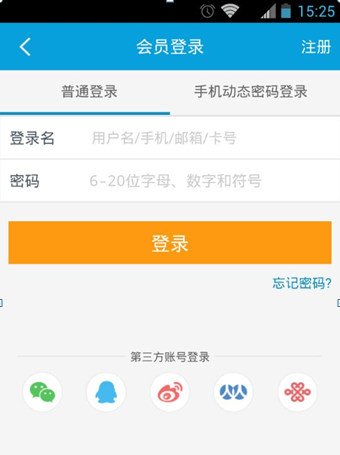 15:25
会员登录
注册
普通登录
手机动态密码登录
登录名 用户名/手机/邮箱/卡号
密码 6-20位字母、数字和符号
登录
忘记密码?
第三方账号登录